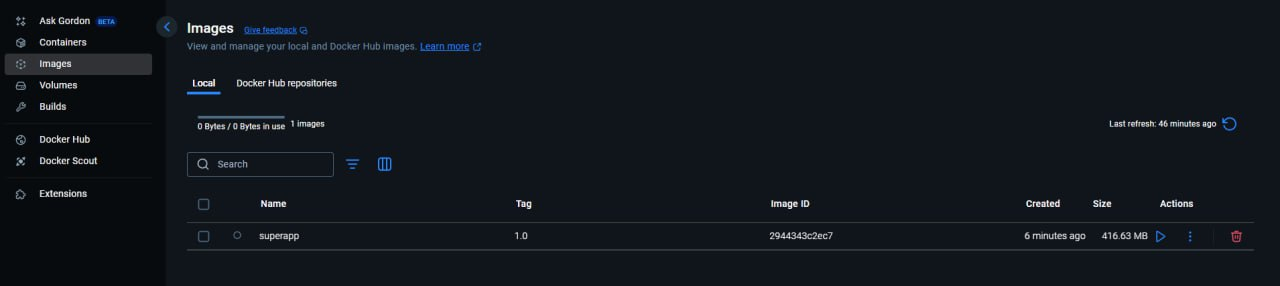 Ask Gordon BETA
Containers
Images
Volumes
Builds
Docker Hub
Docker Scout
Extensions
Images Give feedback
View and manage your local and Docker Hub images. Learn more
Local Docker Hub repositories
0 Bytes / 0 Bytes in use 1 images
Last refresh: 46 minutes ago
Search
Name Tag Image ID Created Size Actions
superapp 1.0 2944343c2ec7 6 minutes ago 416.63 MB